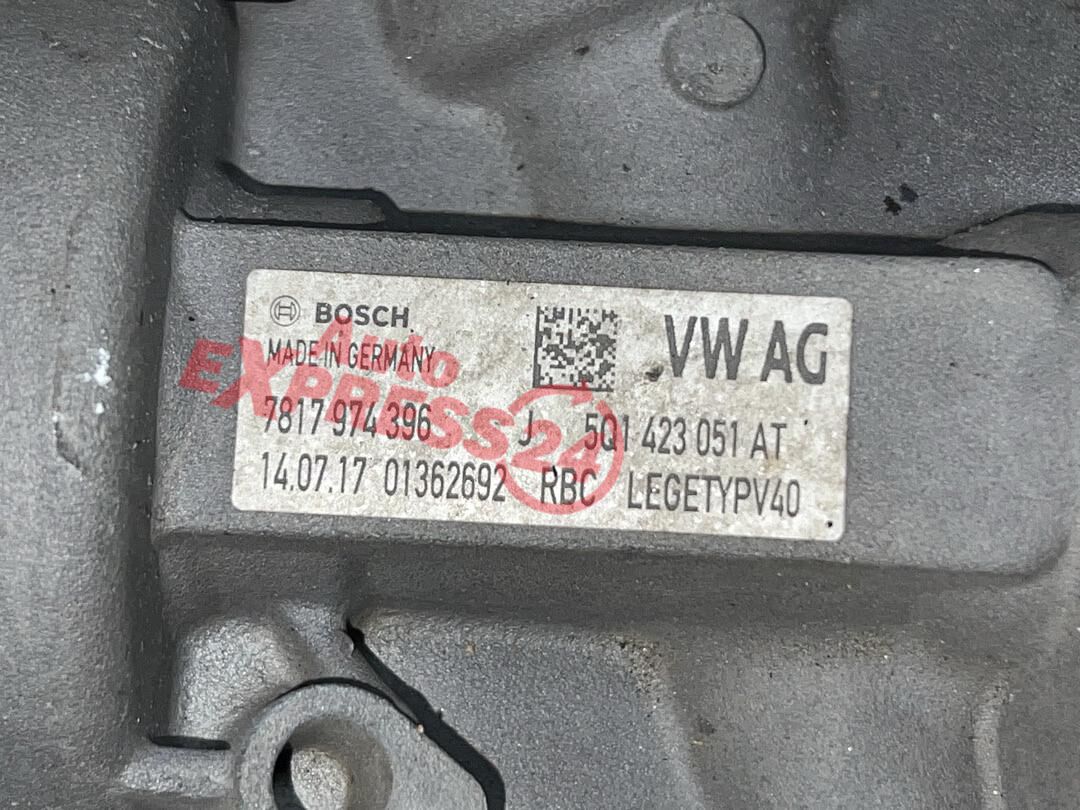 BOSCH
MADE IN GERMANY
VW AG
7817 974 396 J 5Q1 423 051 AT
14.07.17 01362692 RBC LEGETYPV40
Auto
EXPRESS24